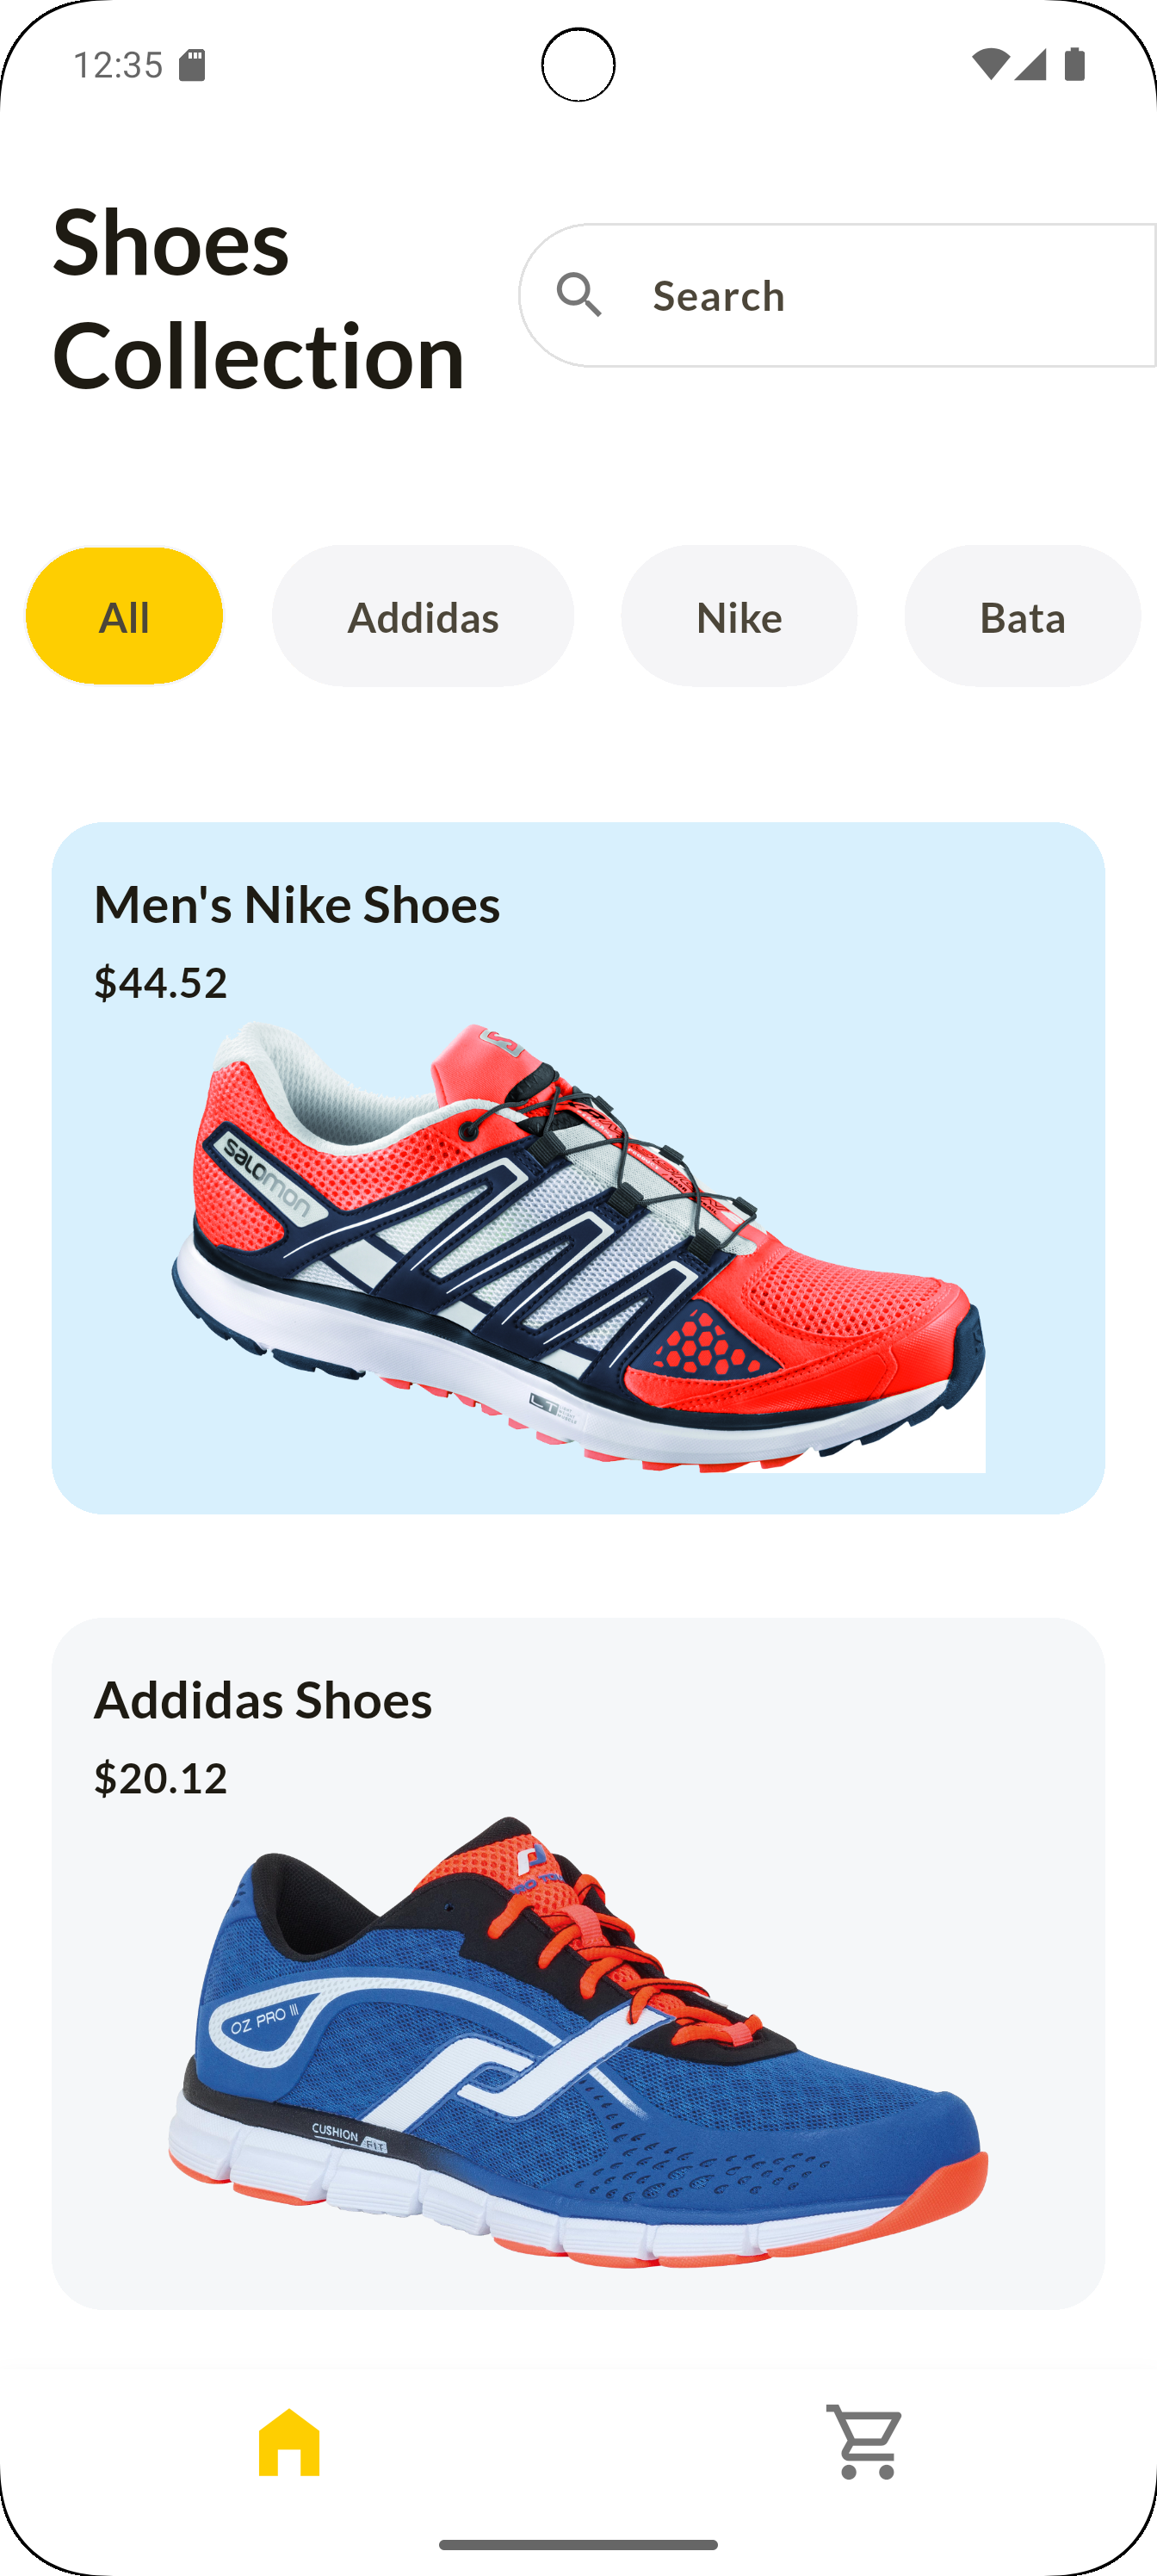 12:35
Shoes
Collection
Search
All
Addidas
Nike
Bata
Men's Nike Shoes
$44.52
salomon
LT
Addidas Shoes
$20.12
OZ PRO III
CUSHION
FIT